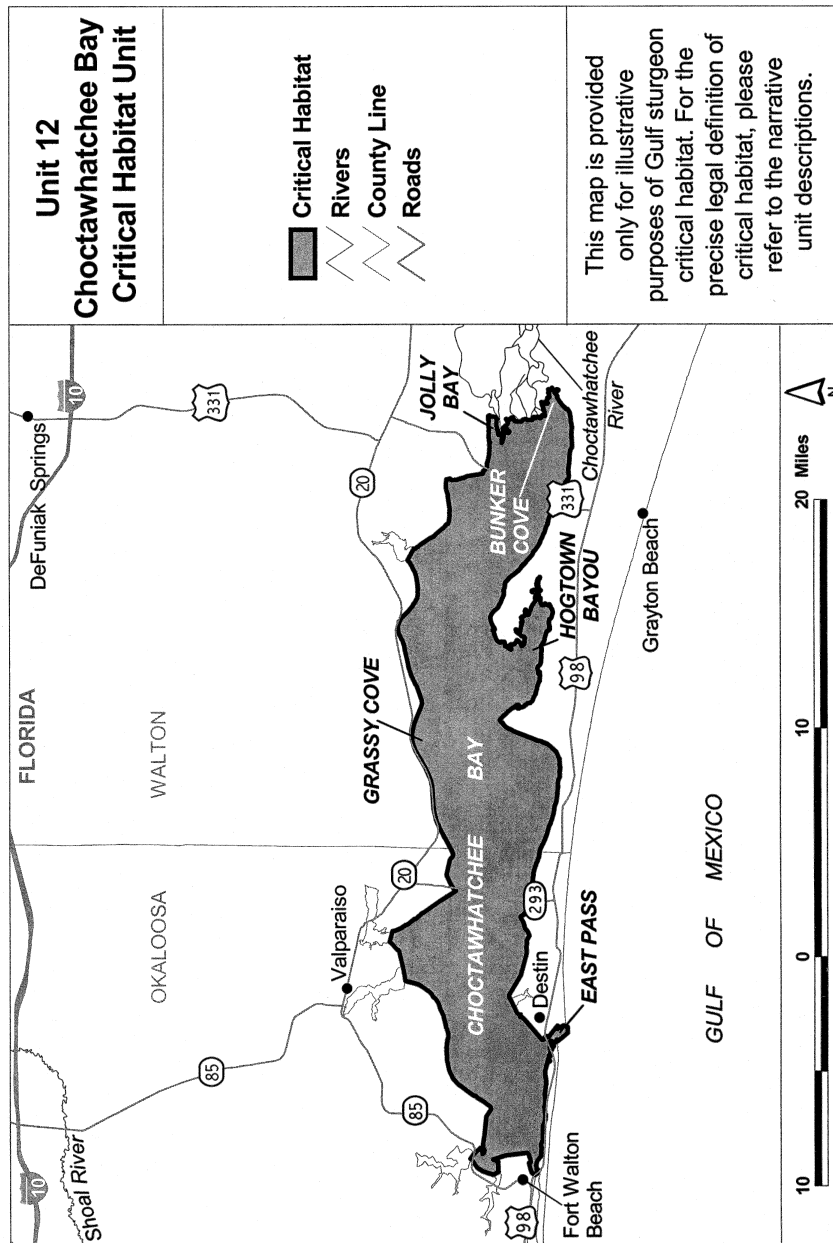 Unit 12
Choctawhatchee Bay
Critical Habitat Unit
Critical Habitat
Rivers
County Line
Roads
This map is provided
only for illustrative
purposes of Gulf sturgeon
critical habitat. For the
precise legal definition of
critical habitat, please
refer to the narrative
unit descriptions.
10
Shoal River
85
OKALOOSA
FLORIDA
WALTON
DeFuniak Springs
10
331
Valparaiso
85
20
20
GRASSY COVE
JOLLY
BAY
CHOCTAWHATCHEE
BAY
BUNKER
COVE
Choctawhatchee
River
HOGTOWN
BAYOU
331
98
293
Destin
EAST PASS
Fort Walton
Beach
98
Grayton Beach
GULF OF MEXICO
10
0
10
20 Miles
N